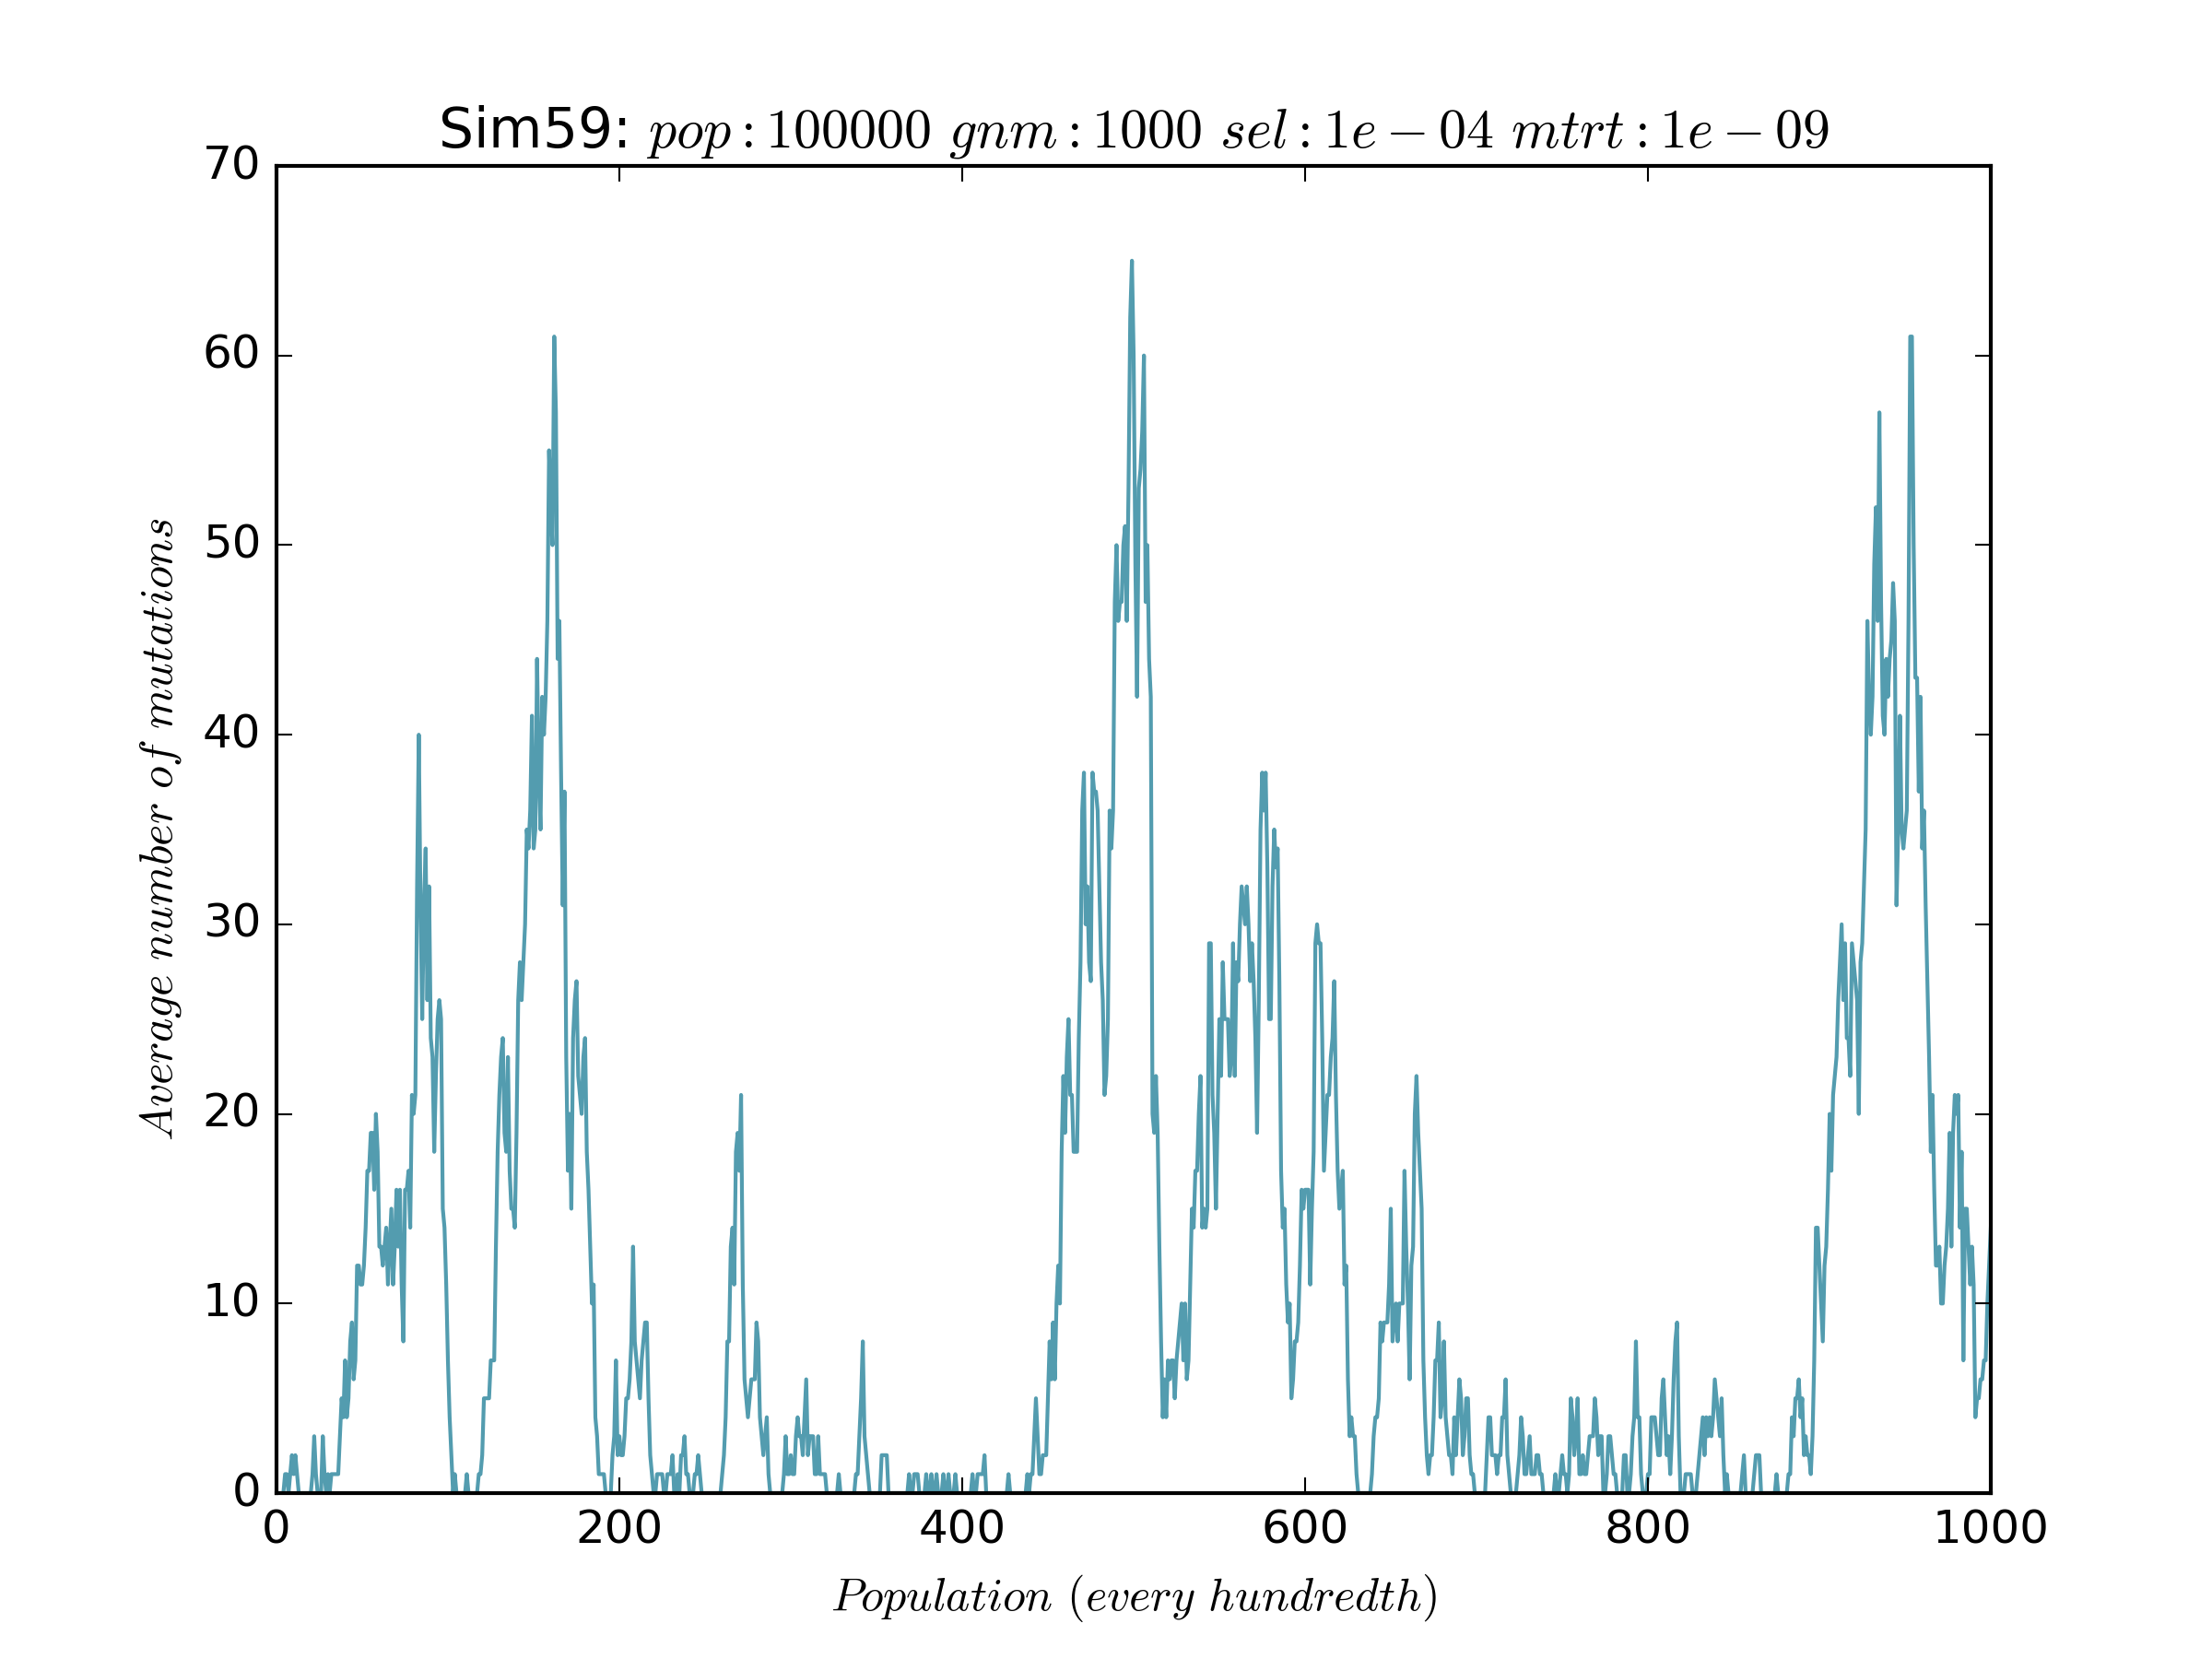 Sim59: pop : 100000 gnm : 1000 sel : 1e − 04 mtrt : 1e − 09
70
60
50
40
30
20
10
0
Average number of mutations
0 200 400 600 800 1000
Population (every hundredth)